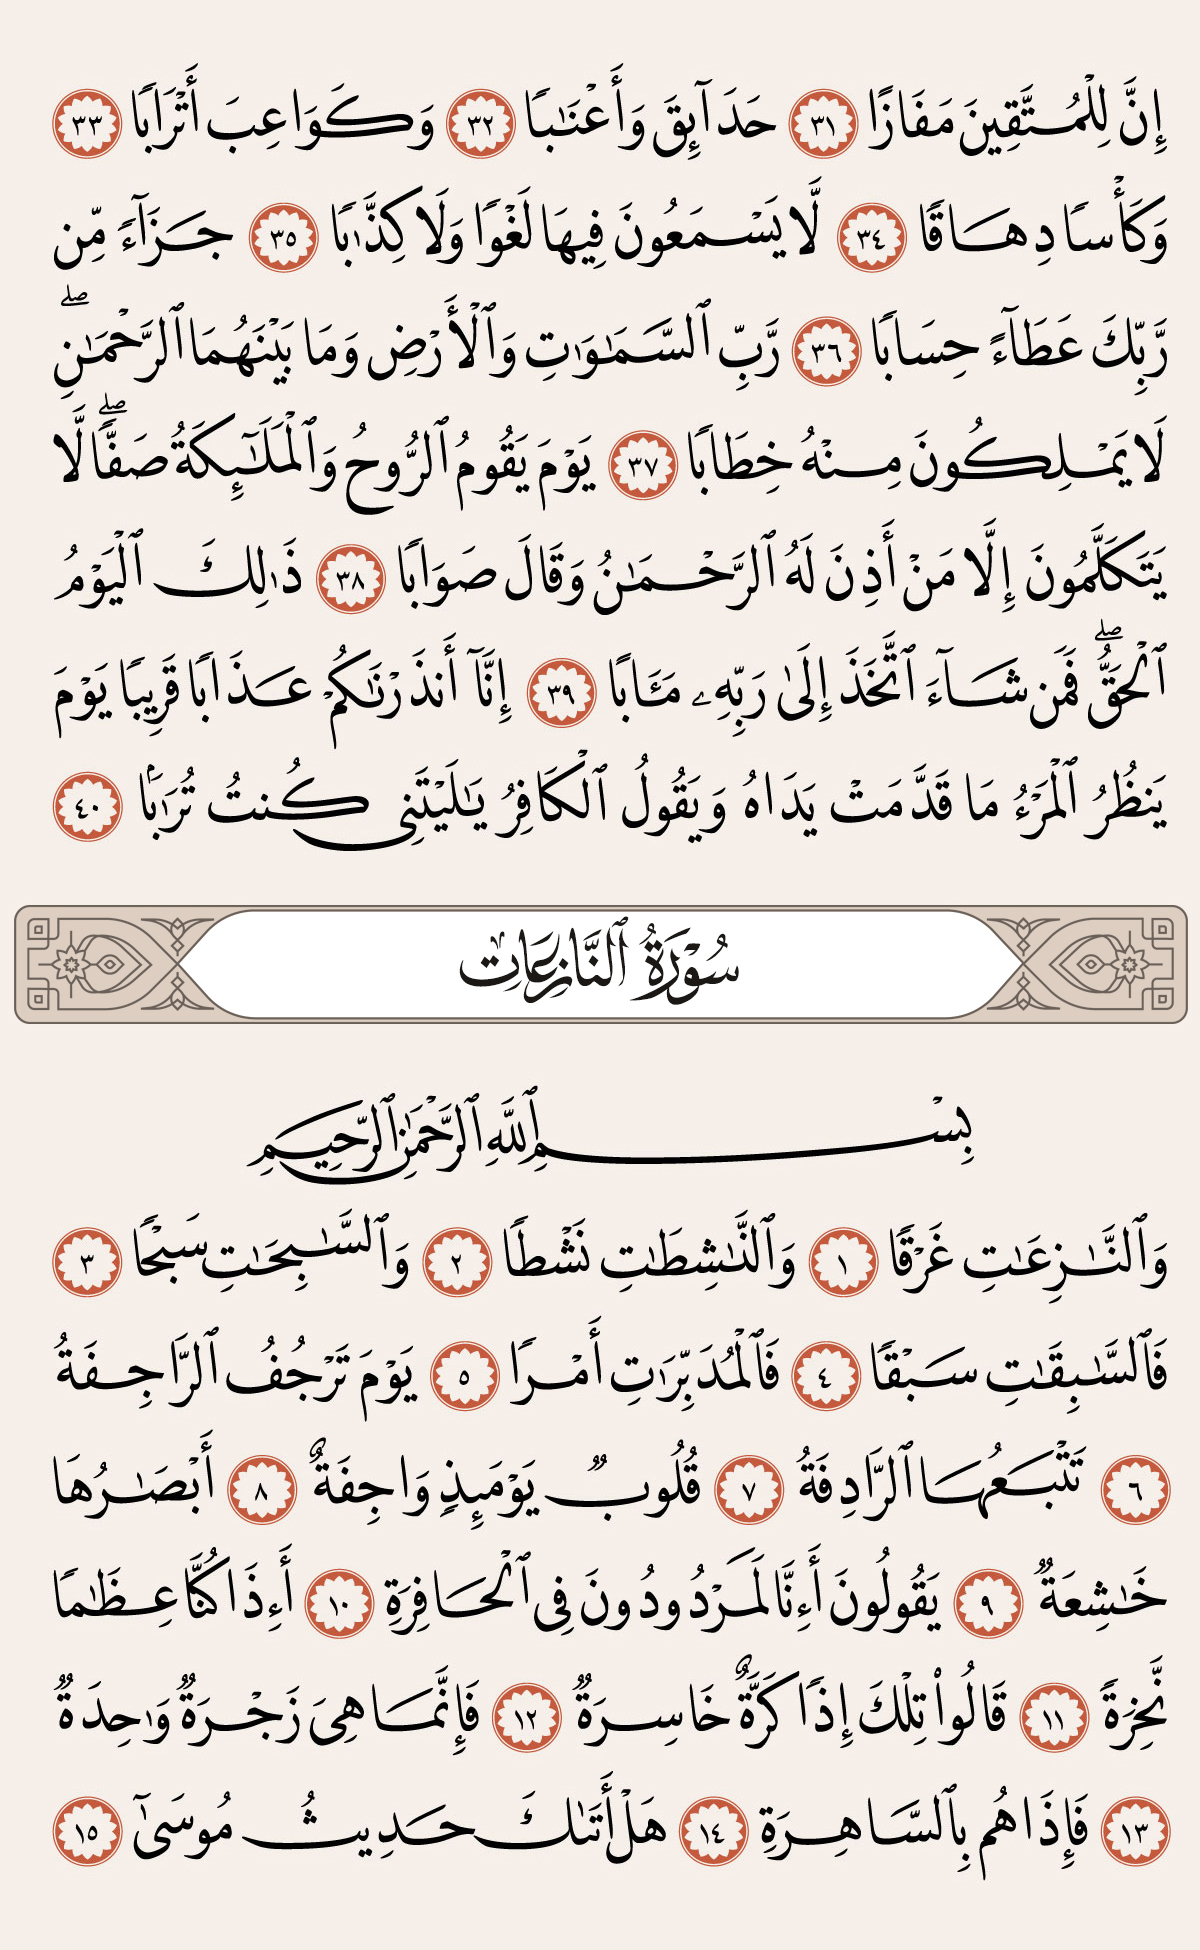 إِنَّ لِلْمُتَّقِينَ مَفَازًا ٣١ حَدَآئِقَ وَأَعْنَٰبًا ٣٢ وَكَوَاعِبَ أَتْرَابًا ٣٣
وَكَأْسًا دِهَاقًا ٣٤ لَّا يَسْمَعُونَ فِيهَا لَغْوًا وَلَا كِذَّٰبًا ٣٥ جَزَآءً مِّن
رَّبِّكَ عَطَآءً حِسَابًا ٣٦ رَّبِّ ٱلسَّمَٰوَٰتِ وَٱلْأَرْضِ وَمَا بَيْنَهُمَا ٱلرَّحْمَٰنِۖ
لَا يَمْلِكُونَ مِنْهُ خِطَابًا ٣٧ يَوْمَ يَقُومُ ٱلرُّوحُ وَٱلْمَلَٰٓئِكَةُ صَفًّاۖ لَّا
يَتَكَلَّمُونَ إِلَّا مَنْ أَذِنَ لَهُ ٱلرَّحْمَٰنُ وَقَالَ صَوَابًا ٣٨ ذَٰلِكَ ٱلْيَوْمُ
ٱلْحَقُّۖ فَمَن شَآءَ ٱتَّخَذَ إِلَىٰ رَبِّهِۦ مَـَٔابًا ٣٩ إِنَّآ أَنذَرْنَٰكُمْ عَذَابًا قَرِيبًا يَوْمَ
يَنظُرُ ٱلْمَرْءُ مَا قَدَّمَتْ يَدَاهُ وَيَقُولُ ٱلْكَافِرُ يَٰلَيْتَنِى كُنتُ تُرَٰبًۢا ٤٠
سُورَةُ ٱلنَّازِعَاتِ
بِسْمِ ٱللَّهِ ٱلرَّحْمَٰنِ ٱلرَّحِيمِ
وَٱلنَّٰزِعَٰتِ غَرْقًا ١ وَٱلنَّٰشِطَٰتِ نَشْطًا ٢ وَٱلسَّٰبِحَٰتِ سَبْحًا ٣
فَٱلسَّٰبِقَٰتِ سَبْقًا ٤ فَٱلْمُدَبِّرَٰتِ أَمْرًا ٥ يَوْمَ تَرْجُفُ ٱلرَّاجِفَةُ
٦ تَتْبَعُهَا ٱلرَّادِفَةُ ٧ قُلُوبٌ يَوْمَئِذٍ وَاجِفَةٌ ٨ أَبْصَٰرُهَا
خَٰشِعَةٌ ٩ يَقُولُونَ أَءِنَّا لَمَرْدُودُونَ فِى ٱلْحَافِرَةِ ١٠ أَءِذَا كُنَّا عِظَٰمًا
نَّخِرَةً ١١ قَالُوا۟ تِلْكَ إِذًا كَرَّةٌ خَاسِرَةٌ ١٢ فَإِنَّمَا هِىَ زَجْرَةٌ وَٰحِدَةٌ
١٣ فَإِذَا هُم بِٱلسَّاهِرَةِ ١٤ هَلْ أَتَىٰكَ حَدِيثُ مُوسَىٰٓ ١٥